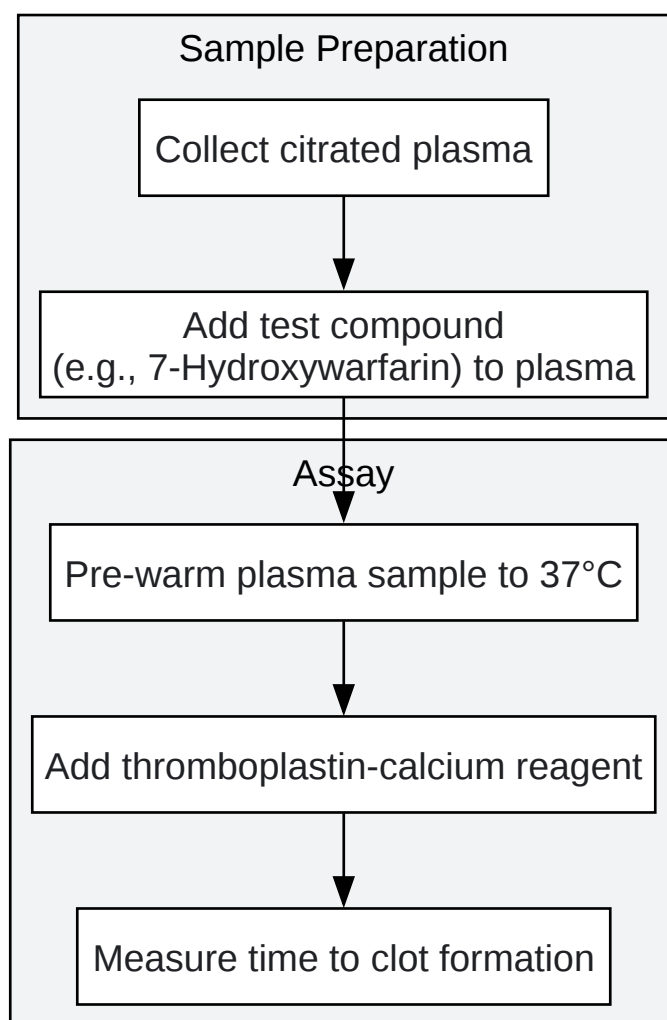 Sample Preparation
Collect citrated plasma
Add test compound
(e.g., 7-Hydroxywarfarin) to plasma
Assay
Pre-warm plasma sample to 37°C
Add thromboplastin-calcium reagent
Measure time to clot formation